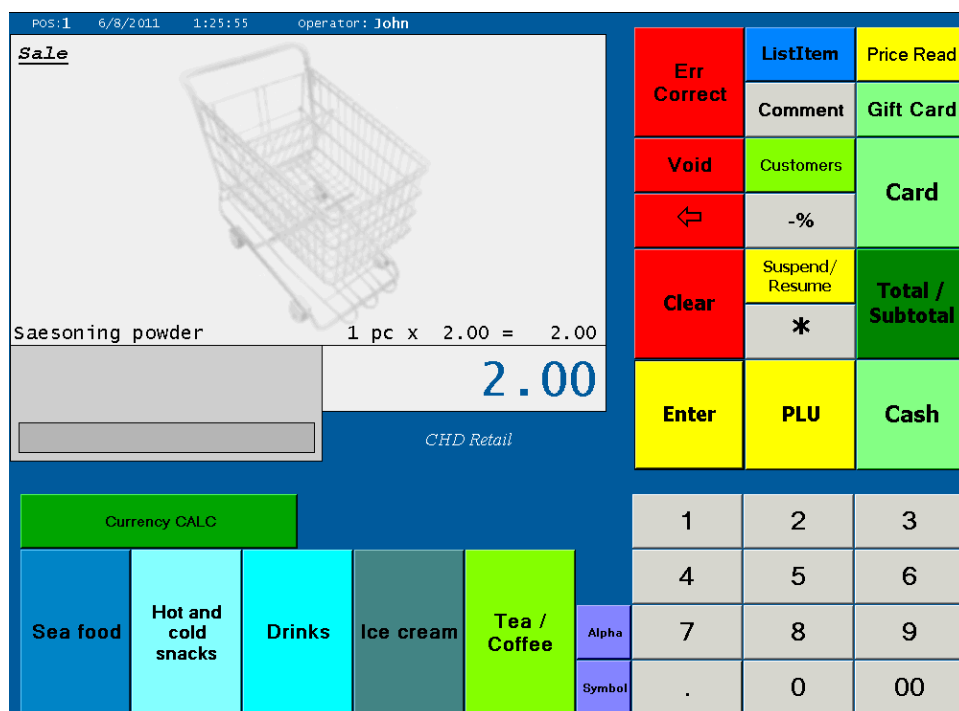 POS:1 6/8/2011 1:25:55 Operator: John
Sale
Saesoning powder 1 pc x 2.00 = 2.00
2.00
CHD Retail
Err
Correct
ListItem
Price Read
Comment
Gift Card
Void
Customers
Card
⇦
-%
Clear
Suspend/
Resume
*
Total /
Subtotal
Enter
PLU
Cash
Currency CALC
Sea food
Hot and
cold
snacks
Drinks
Ice cream
Tea /
Coffee
Alpha
Symbol
1 2 3
4 5 6
7 8 9
. 0 00